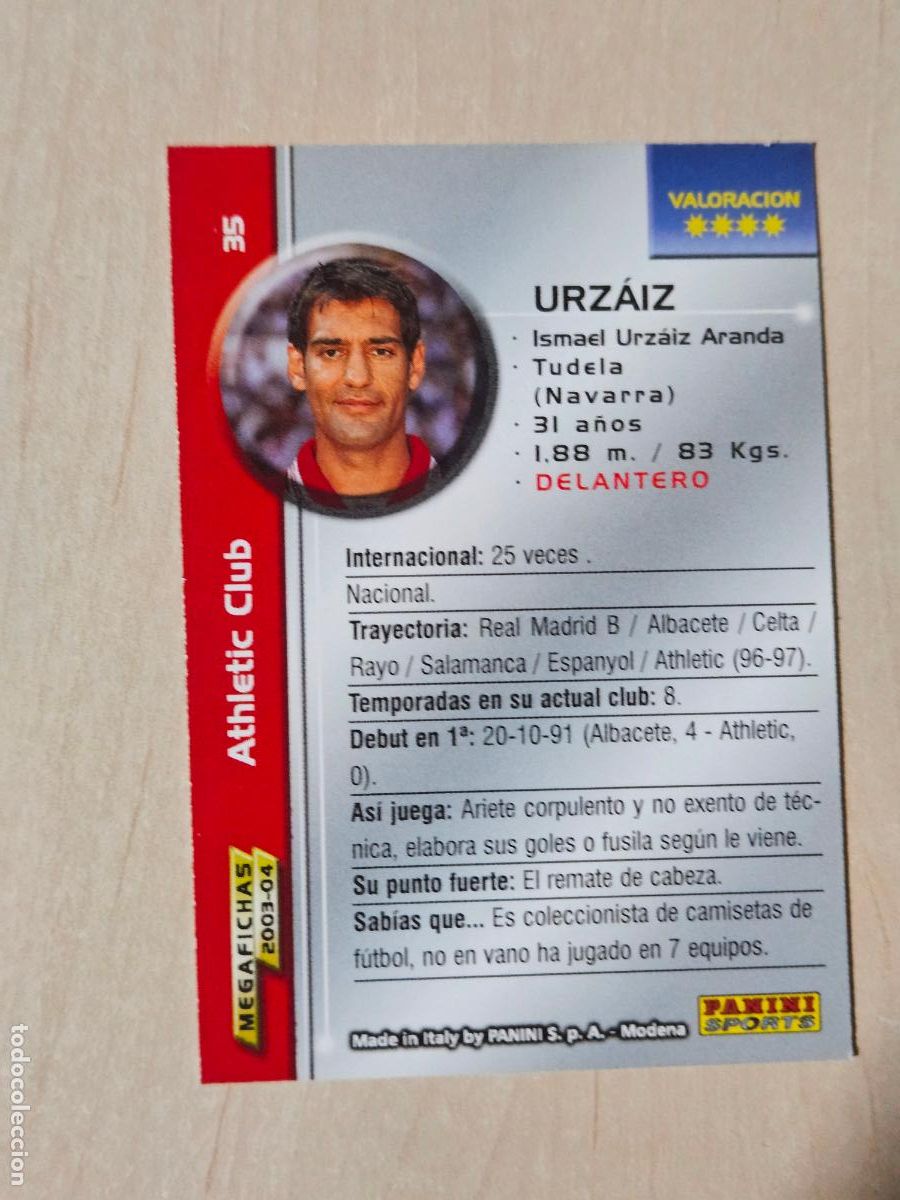 VALORACION
URZÁIZ
· Ismael Urzáiz Aranda
· Tudela
(Navarra)
· 31 años
· 1,88 m. / 83 Kgs.
· DELANTERO
Internacional: 25 veces .
Nacional.
Trayectoria: Real Madrid B / Albacete / Celta /
Rayo / Salamanca / Espanyol / Athletic (96-97).
Temporadas en su actual club: 8.
Debut en 1ª: 20-10-91 (Albacete, 4 - Athletic,
0).
Así juega: Ariete corpulento y no exento de téc-
nica, elabora sus goles o fusila según le viene.
Su punto fuerte: El remate de cabeza.
Sabías que... Es coleccionista de camisetas de
fútbol, no en vano ha jugado en 7 equipos.
PANINI
SPORTS
Made in Italy by PANINI S. p. A. - Modena
35
Athletic Club
MEGAFICHAS
2003-04
todocoleccion